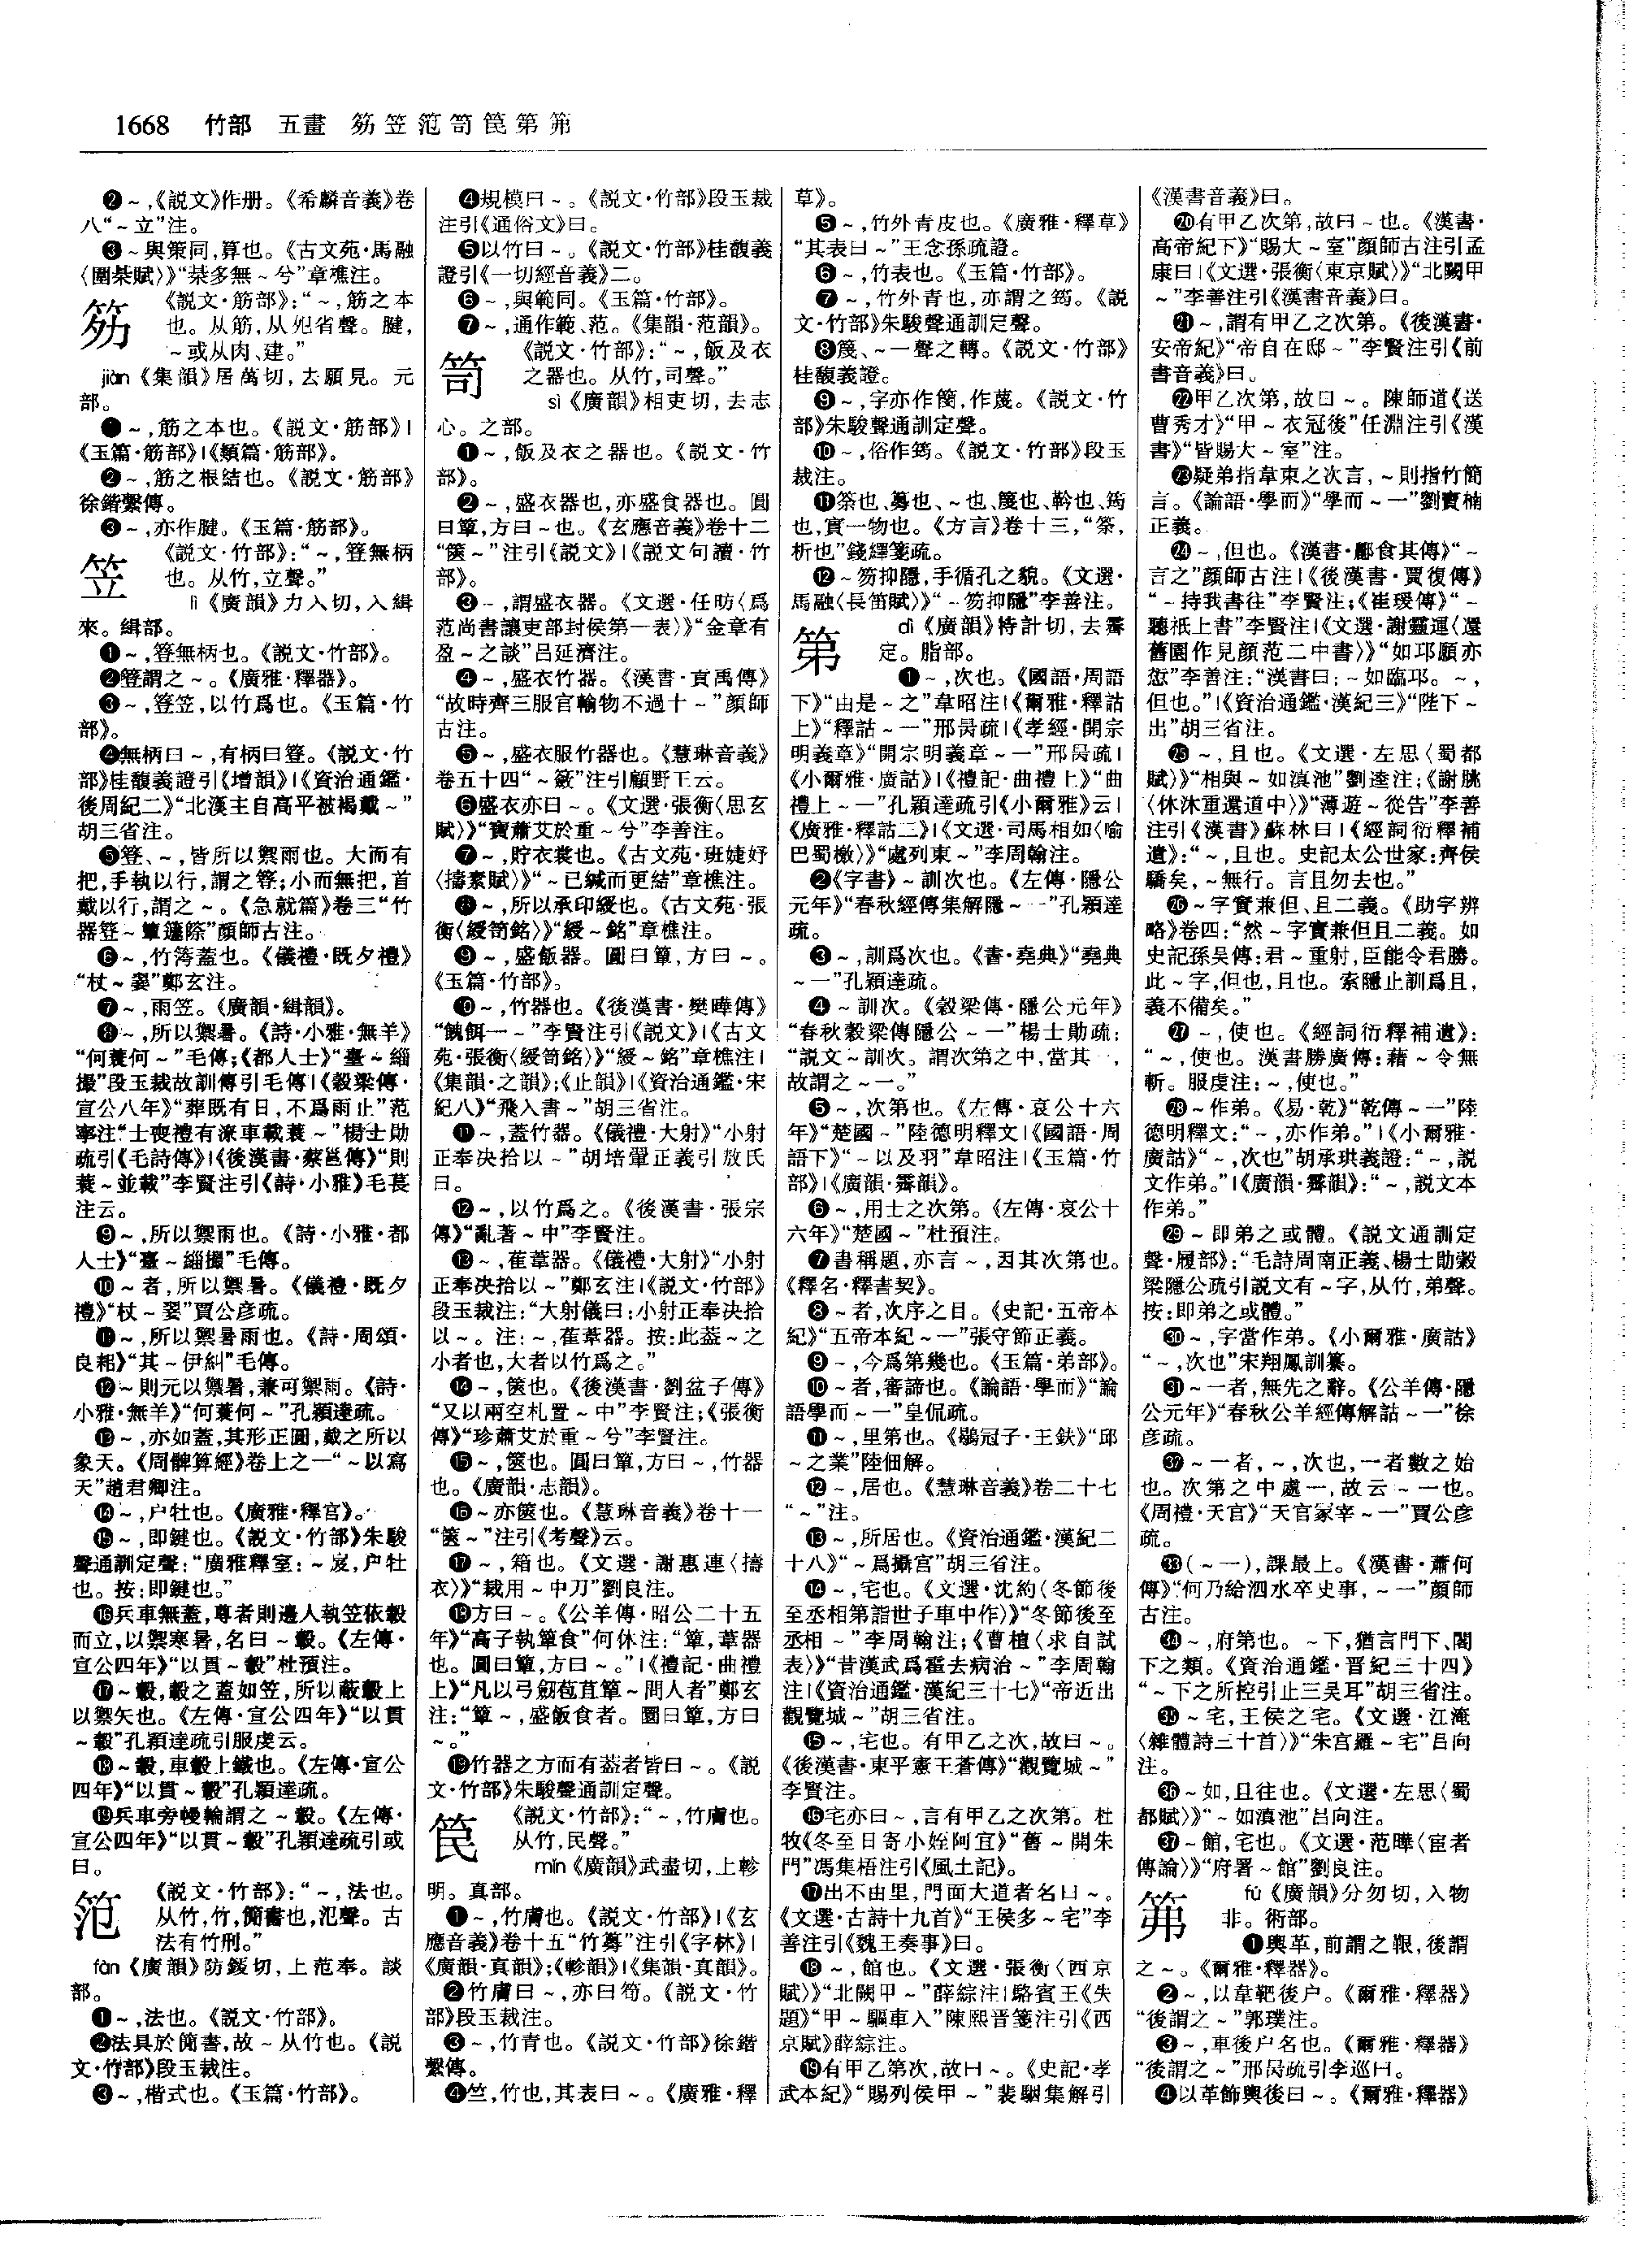 1668 竹部 五畫 笏笠笵笥笢第笰
❷~,《説文》作册。《希麟音義》卷
八“~立”注。
❸~與策同,算也。《古文苑·馬融
〈圍棊賦〉》“棊多無~兮”章樵注。
《説文·筋部》:“~,筋之本
也。从筋,从夗省聲。腱,
~或从肉、建。”
jiàn《集韻》居萬切,去願見。元
部。
❶~,筋之本也。《説文·筋部》|
《玉篇·筋部》|《類篇·筋部》。
❷~,筋之根結也。《説文·筋部》
徐鍇繫傳。
❸~,亦作腱。《玉篇·筋部》。
笠
《説文·竹部》:“~,簦無柄
也。从竹,立聲。”
lì《廣韻》力入切,入緝
來。緝部。
❶~,簦無柄也。《説文·竹部》。
❷簦謂之~。《廣雅·釋器》。
❸~,簦笠,以竹爲也。《玉篇·竹
部》。
❹無柄曰~,有柄曰簦。《説文·竹
部》桂馥義證引《增韻》|《資治通鑑·
後周紀二》“北漢主自高平被褐戴~”
胡三省注。
❺簦、~,皆所以禦雨也。大而有
把,手執以行,謂之簦;小而無把,首
戴以行,謂之~。《急就篇》卷三“竹
器簦~簟籧篨”顏師古注。
❻~,竹𥴧蓋也。《儀禮·既夕禮》
“杖~翣”鄭玄注。
❼~,雨笠。《廣韻·緝韻》。
❽~,所以禦暑。《詩·小雅·無羊》
“何蓑何~”毛傳;《都人士》“臺~緇
撮”段玉裁故訓傳引毛傳|《穀梁傳·
宣公八年》“葬既有日,不爲雨止”范
寧注“士喪禮有潦車載蓑~”楊士勛
疏引《毛詩傳》|《後漢書·蔡邕傳》“則
蓑~並載”李賢注引《詩·小雅》毛萇
注云。
❾~,所以禦雨也。《詩·小雅·都
人士》“臺~緇撮”毛傳。
❿~者,所以禦暑。《儀禮·既夕
禮》“杖~翣”賈公彦疏。
⓫~,所以禦暑雨也。《詩·周頌·
良耜》“其~伊糾”毛傳。
⓬~則元以禦暑,兼可禦雨。《詩·
小雅·無羊》“何蓑何~”孔穎達疏。
⓭~,亦如蓋,其形正圓,戴之所以
象天。《周髀算經》卷上之一“~以寫
天”趙君卿注。
⓮~,户牡也。《廣雅·釋宫》。
⓯~,即鍵也。《説文·竹部》朱駿
聲通訓定聲:“廣雅釋室:~扊,户牡
也。按:即鍵也。”
⓰兵車無蓋,尊者則邊人執笠依轂
而立,以禦寒暑,名曰~轂。《左傳·
宣公四年》“以貫~轂”杜預注。
⓱~轂,轂之蓋如笠,所以蔽轂上
以禦矢也。《左傳·宣公四年》“以貫
~轂”孔穎達疏引服虔云。
⓲~轂,車轂上鐵也。《左傳·宣公
四年》“以貫~轂”孔穎達疏。
⓳兵車旁幔輪謂之~轂。《左傳·
宣公四年》“以貫~轂”孔穎達疏引或
曰。
笵
《説文·竹部》:“~,法也。
从竹,竹,簡書也,氾聲。古
法有竹刑。”
fàn《廣韻》防鋄切,上范奉。談
部。
❶~,法也。《説文·竹部》。
❷法具於簡書,故~从竹也。《説
文·竹部》段玉裁注。
❸~,楷式也。《玉篇·竹部》。
❹規模曰~。《説文·竹部》段玉裁
注引《通俗文》曰。
❺以竹曰~。《説文·竹部》桂馥義
證引《一切經音義》二。
❻~,與範同。《玉篇·竹部》。
❼~,通作範、范。《集韻·范韻》。
笥
《説文·竹部》:“~,飯及衣
之器也。从竹,司聲。”
sì《廣韻》相吏切,去志
心。之部。
❶~,飯及衣之器也。《説文·竹
部》。
❷~,盛衣器也,亦盛食器也。圓
曰簞,方曰~也。《玄應音義》卷十二
“篋~”注引《説文》|《説文句讀·竹
部》。
❸~,謂盛衣器。《文選·任昉〈爲
范尚書讓吏部封侯第一表〉》“金章有
盈~之談”吕延濟注。
❹~,盛衣竹器。《漢書·貢禹傳》
“故時齊三服官輸物不過十~”顏師
古注。
❺~,盛衣服竹器也。《慧琳音義》
卷五十四“~簌”注引顧野王云。
❻盛衣亦曰~。《文選·張衡〈思玄
賦〉》“寶蕭艾於重~兮”李善注。
❼~,貯衣裳也。《古文苑·班婕妤
〈擣素賦〉》“~已緘而更結”章樵注。
❽~,所以承印綬也。《古文苑·張
衡〈綬笥銘〉》“綬~銘”章樵注。
❾~,盛飯器。圓曰簞,方曰~。
《玉篇·竹部》。
❿~,竹器也。《後漢書·樊曄傳》
“餽餌一~”李賢注引《説文》|《古文
苑·張衡〈綬笥銘〉》“綬~銘”章樵注|
《集韻·之韻》;《止韻》|《資治通鑑·宋
紀八》“飛入書~”胡三省注。
⓫~,蓋竹器。《儀禮·大射》“小射
正奉決拾以~”胡培翬正義引敖氏
曰。
⓬~,以竹爲之。《後漢書·張宗
傳》“亂著~中”李賢注。
⓭~,萑葦器。《儀禮·大射》“小射
正奉決拾以~”鄭玄注|《説文·竹部》
段玉裁注:“大射儀曰:小射正奉決拾
以~。注:~,萑葦器。按:此葢~之
小者也,大者以竹爲之。”
⓮~,篋也。《後漢書·劉盆子傳》
“又以兩空札置~中”李賢注;《張衡
傳》“珍蕭艾於重~兮”李賢注。
⓯~,篋也。圓曰簞,方曰~,竹器
也。《廣韻·志韻》。
⓰~亦篋也。《慧琳音義》卷十一
“篋~”注引《考聲》云。
⓱~,箱也。《文選·謝惠連〈擣
衣〉》“裁用~中刀”劉良注。
⓲方曰~。《公羊傳·昭公二十五
年》“高子執簞食”何休注:“簞,葦器
也。圓曰簞,方曰~。”|《禮記·曲禮
上》“凡以弓劒苞苴簞~問人者”鄭玄
注:“簞~,盛飯食者。圓曰簞,方曰
~。”
⓳竹器之方而有葢者皆曰~。《説
文·竹部》朱駿聲通訓定聲。
笢
《説文·竹部》:“~,竹膚也。
从竹,民聲。”
mǐn《廣韻》武盡切,上軫
明。真部。
❶~,竹膚也。《説文·竹部》|《玄
應音義》卷十五“竹篾”注引《字林》|
《廣韻·真韻》;《軫韻》|《集韻·真韻》。
❷竹膚曰~,亦曰筍。《説文·竹
部》段玉裁注。
❸~,竹青也。《説文·竹部》徐鍇
繫傳。
❹竺,竹也,其表曰~。《廣雅·釋
草》。
❺~,竹外青皮也。《廣雅·釋草》
“其表曰~”王念孫疏證。
❻~,竹表也。《玉篇·竹部》。
❼~,竹外青也,亦謂之筠。《説
文·竹部》朱駿聲通訓定聲。
❽篾、~一聲之轉。《説文·竹部》
桂馥義證。
❾~,字亦作䈼,作蔑。《説文·竹
部》朱駿聲通訓定聲。
❿~,俗作筠。《説文·竹部》段玉
裁注。
⓫筡也、篾也、~也、篾也、䈼也、筠
也,實一物也。《方言》卷十三,“筡,
析也”錢繹箋疏。
⓬~笏抑隱,手循孔之貌。《文選·
馬融〈長笛賦〉》“~笏抑隱”李善注。
第
dì《廣韻》特計切,去霽
定。脂部。
❶~,次也。《國語·周語
下》“由是~之”韋昭注|《爾雅·釋詁
上》“釋詁~一”邢昺疏|《孝經·開宗
明義章》“開宗明義章~一”邢昺疏|
《小爾雅·廣詁》|《禮記·曲禮上》“曲
禮上~一”孔穎達疏引《小爾雅》云|
《廣雅·釋詁三》|《文選·司馬相如〈喻
巴蜀檄〉》“處列東~”李周翰注。
❷《字書》~訓次也。《左傳·隱公
元年》“春秋經傳集解隱~一”孔穎達
疏。
❸~,訓爲次也。《書·堯典》“堯典
~一”孔穎達疏。
❹~訓次。《穀梁傳·隱公元年》
“春秋穀梁傳隱公~一”楊士勛疏:
“説文~訓次。謂次第之中,當其一,
故謂之~一。”
❺~,次第也。《左傳·哀公十六
年》“楚國~”陸德明釋文|《國語·周
語下》“~以及羽”韋昭注|《玉篇·竹
部》|《廣韻·霽韻》。
❻~,用士之次第。《左傳·哀公十
六年》“楚國~”杜預注。
❼書稱題,亦言~,因其次第也。
《釋名·釋書契》。
❽~者,次序之目。《史記·五帝本
紀》“五帝本紀~一”張守節正義。
❾~,今爲第幾也。《玉篇·弟部》。
❿~者,審諦也。《論語·學而》“論
語學而~一”皇侃疏。
⓫~,里第也。《鶡冠子·王鈇》“邱
~之業”陸佃解。
⓬~,居也。《慧琳音義》卷二十七
“~”注。
⓭~,所居也。《資治通鑑·漢紀二
十八》“~爲攝宫”胡三省注。
⓮~,宅也。《文選·沈約〈冬節後
至丞相第詣世子車中作〉》“冬節後至
丞相~”李周翰注;《曹植〈求自試
表〉》“昔漢武爲霍去病治~”李周翰
注|《資治通鑑·漢紀三十七》“帝近出
觀覽城~”胡三省注。
⓯~,宅也。有甲乙之次,故曰~。
《後漢書·東平憲王蒼傳》“觀覽城~”
李賢注。
⓰宅亦曰~,言有甲乙之次第。杜
牧《冬至日寄小姪阿宜》“舊~開朱
門”馮集梧注引《風土記》。
⓱出不由里,門面大道者名曰~。
《文選·古詩十九首》“王侯多~宅”李
善注引《魏王奏事》曰。
⓲~,館也。《文選·張衡〈西京
賦〉》“北闕甲~”薛綜注|駱賓王《失
題》“甲~驅車入”陳熙晉箋注引《西
京賦》薛綜注。
⓳有甲乙第次,故曰~。《史記·孝
武本紀》“賜列侯甲~”裴駰集解引
《漢書音義》曰。
⓴有甲乙次第,故曰~也。《漢書·
高帝紀下》“賜大~室”顏師古注引孟
康曰|《文選·張衡〈東京賦〉》“北闕甲
~”李善注引《漢書音義》曰。
㉑~,謂有甲乙之次第。《後漢書·
安帝紀》“帝自在邸~”李賢注引《前
書音義》曰。
㉒甲乙次第,故曰~。陳師道《送
曹秀才》“甲~衣冠後”任淵注引《漢
書》“皆賜大~室”注。
㉓疑弟指韋束之次言,~則指竹簡
言。《論語·學而》“學而~一”劉寶楠
正義。
㉔~,但也。《漢書·酈食其傳》“~
言之”顏師古注|《後漢書·賈復傳》
“~持我書往”李賢注;《崔瑗傳》“~
聽祇上書”李賢注|《文選·謝靈運〈還
舊園作見顏范二中書〉》“如邛願亦
愆”李善注:“漢書曰:~如臨邛。~,
但也。”|《資治通鑑·漢紀三》“陛下~
出”胡三省注。
㉕~,且也。《文選·左思〈蜀都
賦〉》“相與~如滇池”劉逵注;《謝朓
〈休沐重還道中〉》“薄遊~從告”李善
注引《漢書》蘇林曰|《經詞衍釋補
遺》:“~,且也。史記太公世家:齊侯
驕矣,~無行。言且勿去也。”
㉖~字實兼但、且二義。《助字辨
略》卷四:“然~字實兼但且二義。如
史記孫吴傳:君~重射,臣能令君勝。
此~字,但也,且也。索隱止訓爲且,
義不備矣。”
㉗~,使也。《經詞衍釋補遺》:
“~,使也。漢書勝廣傳:藉~令無
斬。服虔注:~,使也。”
㉘~作弟。《易·乾》“乾傳~一”陸
德明釋文:“~,亦作弟。”|《小爾雅·
廣詁》“~,次也”胡承珙義證:“~,説
文作弟。”|《廣韻·霽韻》:“~,説文本
作弟。”
㉙~即弟之或體。《説文通訓定
聲·履部》:“毛詩周南正義、楊士勛穀
梁隱公疏引説文有~字,从竹,弟聲。
按:即弟之或體。”
㉚~,字當作弟。《小爾雅·廣詁》
“~,次也”宋翔鳳訓纂。
㉛~一者,無先之辭。《公羊傳·隱
公元年》“春秋公羊經傳解詁~一”徐
彦疏。
㉜~一者,~,次也,一者數之始
也。次第之中處一,故云~一也。
《周禮·天官》“天官冢宰~一”賈公彦
疏。
㉝(~一),課最上。《漢書·蕭何
傳》“何乃給泗水卒史事,~一”顏師
古注。
㉞~,府第也。~下,猶言門下、閣
下之類。《資治通鑑·晋紀三十四》
“~下之所控引止三吴耳”胡三省注。
㉟~宅,王侯之宅。《文選·江淹
〈雜體詩三十首〉》“朱宫羅~宅”吕向
注。
㊱~如,且往也。《文選·左思〈蜀
都賦〉》“~如滇池”吕向注。
㊲~館,宅也。《文選·范曄〈宦者
傳論〉》“府署~館”劉良注。
笰
fú《廣韻》分勿切,入物
非。術部。
❶輿革,前謂之鞎,後謂
之~。《爾雅·釋器》。
❷~,以韋靶後户。《爾雅·釋器》
“後謂之~”郭璞注。
❸~,車後户名也。《爾雅·釋器》
“後謂之~”邢昺疏引李巡曰。
❹以革飾輿後曰~。《爾雅·釋器》